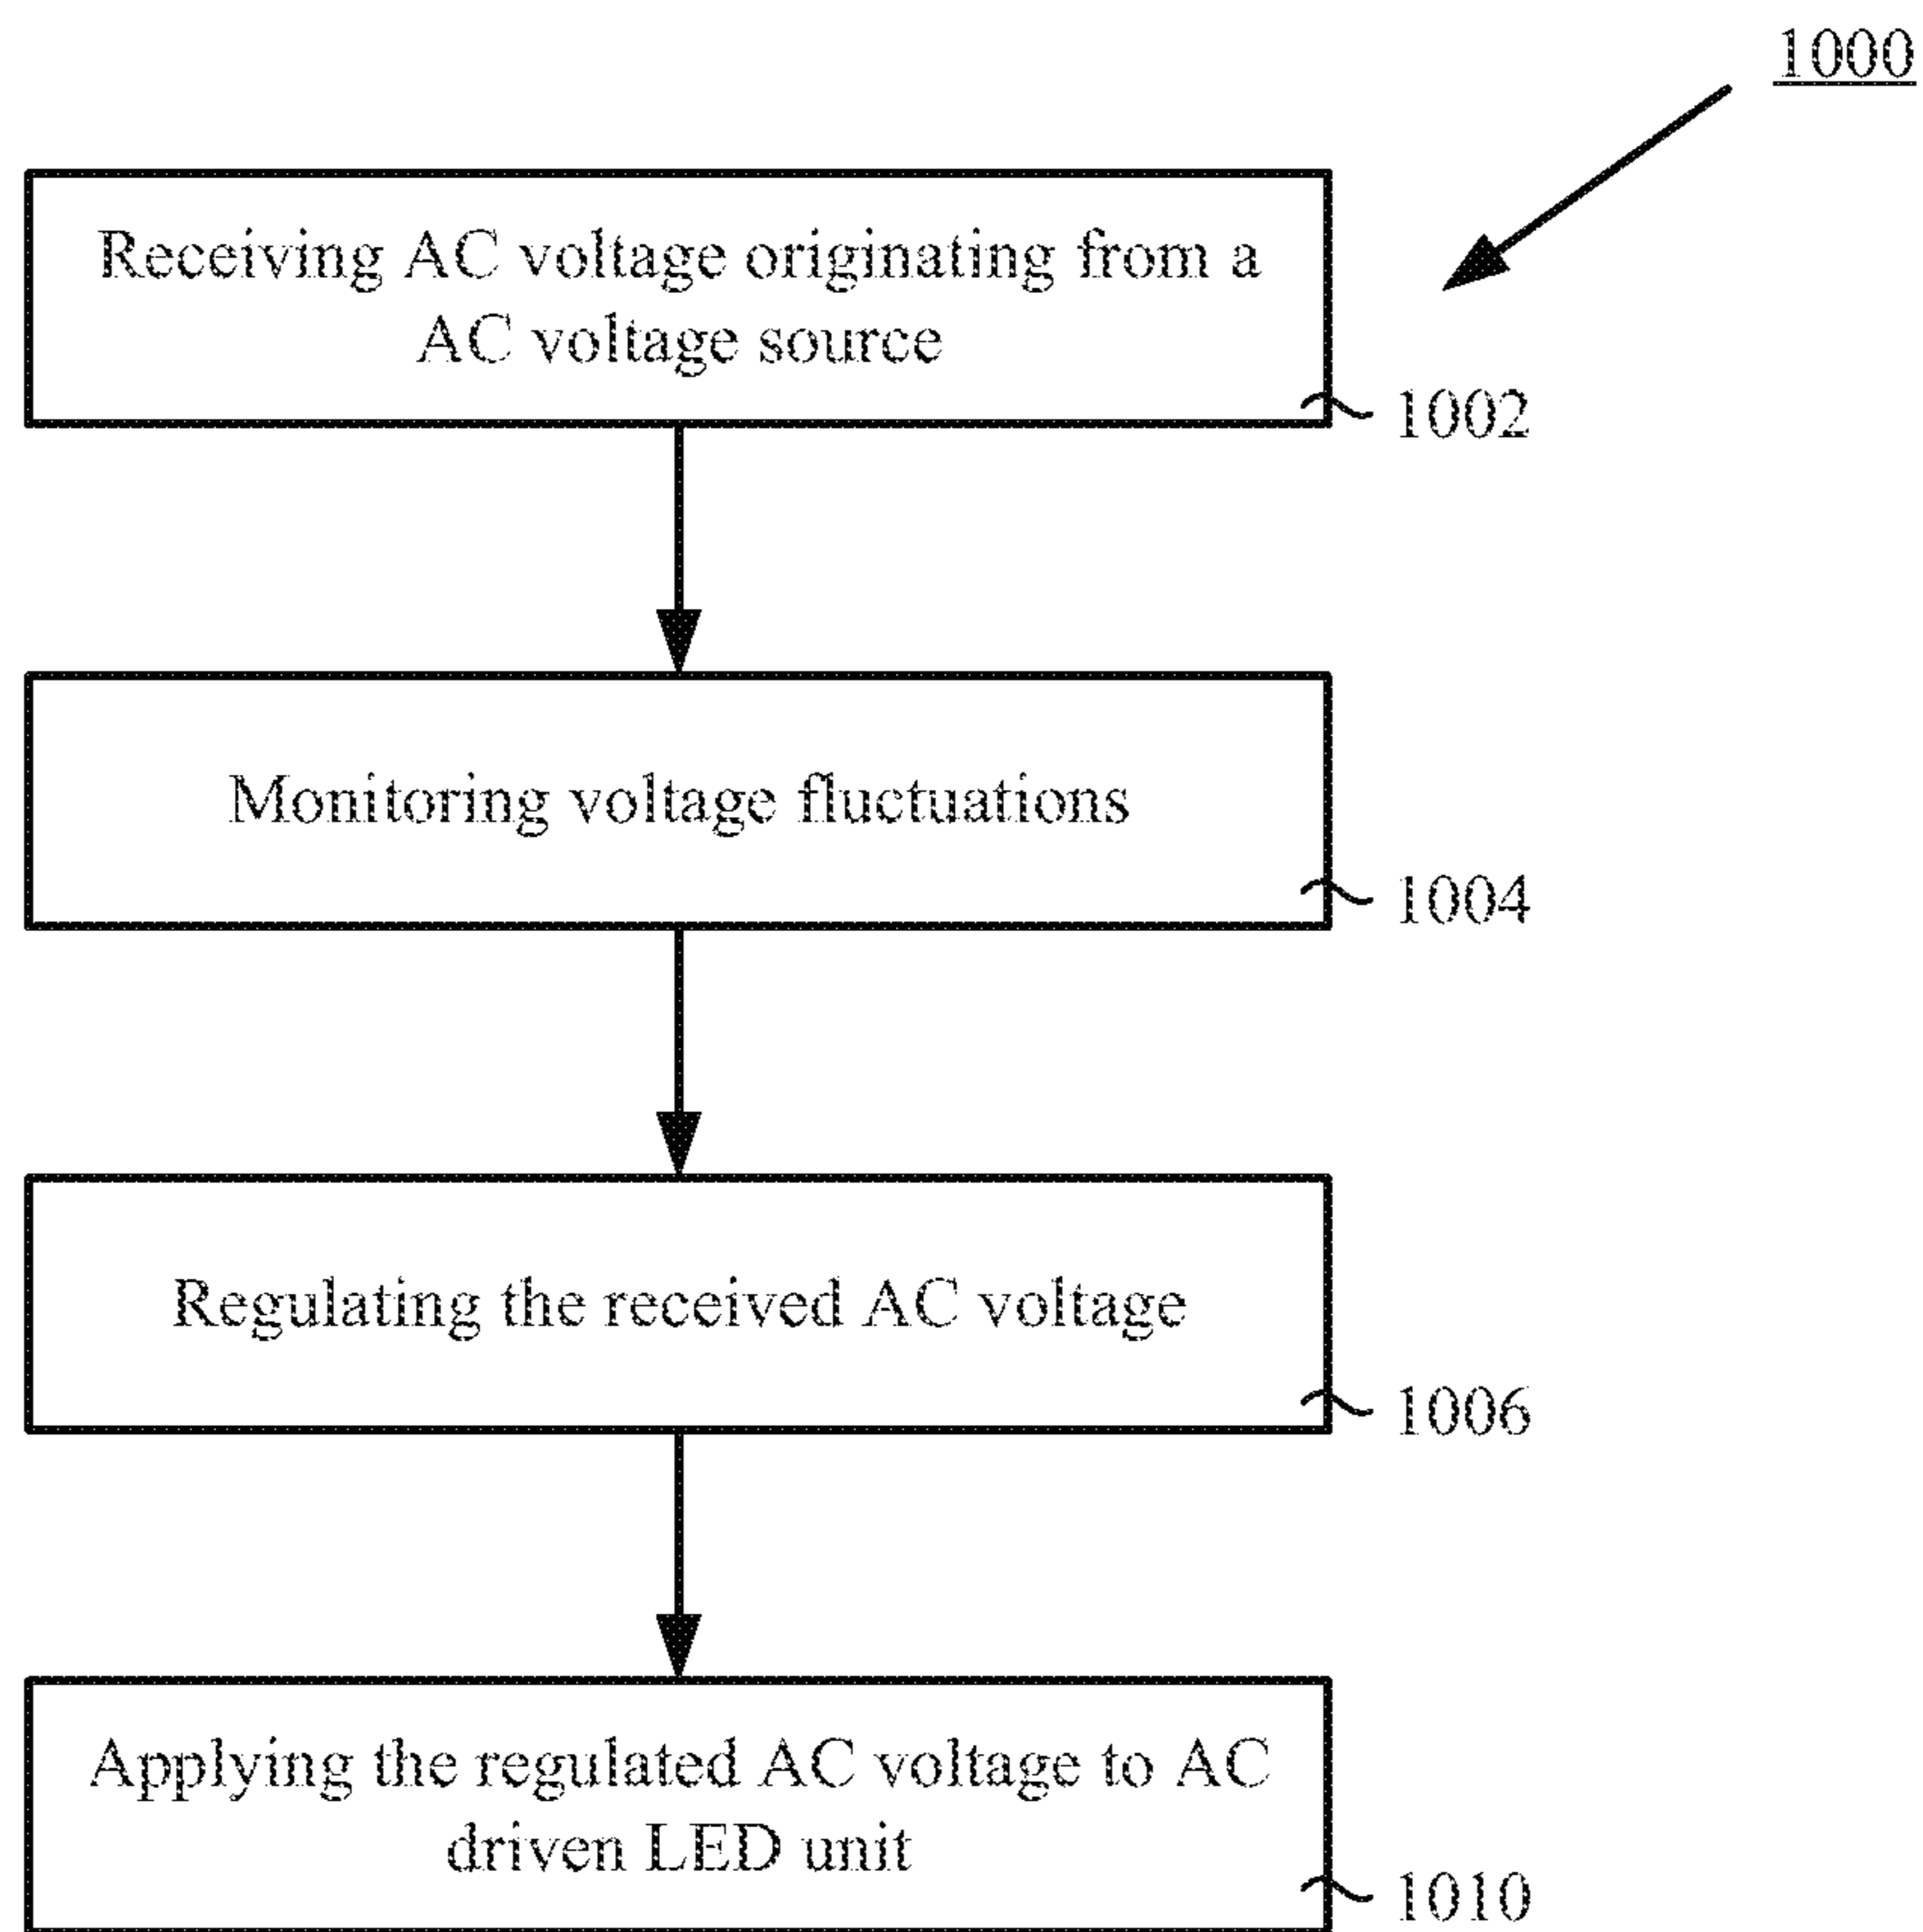 1000
Receiving AC voltage originating from a
AC voltage source
1002
Monitoring voltage fluctuations
1004
Regulating the received AC voltage
1006
Applying the regulated AC voltage to AC
driven LED unit
1010